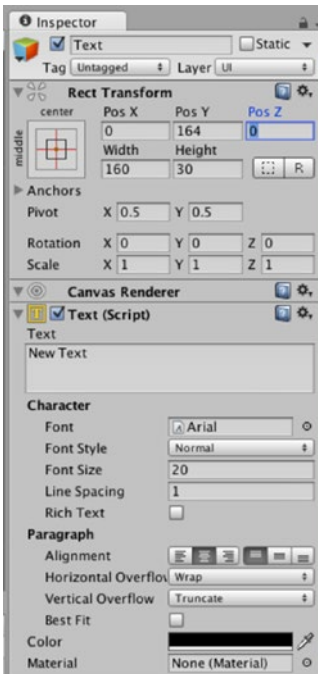 Inspector
Text Static
Tag Untagged Layer UI
Rect Transform
center Pos X Pos Y Pos Z
middle 0 164 0
Width Height
160 30 R
Anchors
Pivot X 0.5 Y 0.5
Rotation X 0 Y 0 Z 0
Scale X 1 Y 1 Z 1
Canvas Renderer
Text (Script)
Text
New Text
Character
Font Arial
Font Style Normal
Font Size 20
Line Spacing 1
Rich Text
Paragraph
Alignment
Horizontal Overflov Wrap
Vertical Overflow Truncate
Best Fit
Color
Material None (Material)